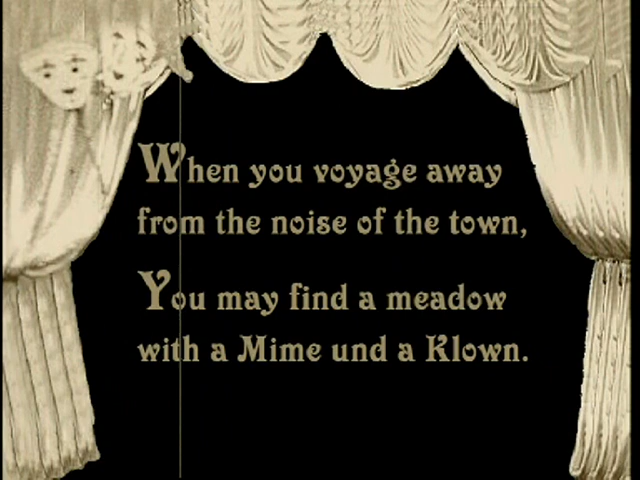 When you voyage away
from the noise of the town,
You may find a meadow
with a Mime und a Klown.